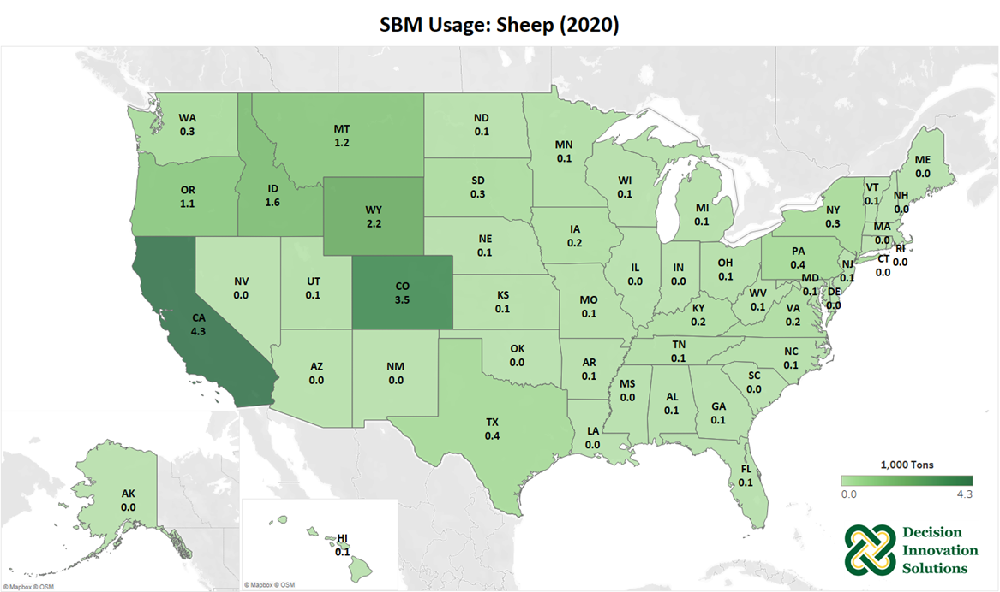 SBM Usage: Sheep (2020)
WA
0.3
MT
1.2
ND
0.1
MN
0.1
OR
1.1
ID
1.6
WY
2.2
SD
0.3
WI
0.1
MI
0.1
NY
0.3
VT
0.1
NH
0.0
ME
0.0
MA
0.0
RI
0.0
CT
0.0
NV
0.0
UT
0.1
CO
3.5
NE
0.1
IA
0.2
IL
0.0
IN
0.0
OH
0.1
PA
0.4
NJ
0.1
MD
0.1
DE
0.0
CA
4.3
KS
0.1
MO
0.1
KY
0.2
WV
0.1
VA
0.2
AZ
0.0
NM
0.0
OK
0.0
AR
0.1
TN
0.1
NC
0.1
SC
0.0
TX
0.4
LA
0.0
MS
0.0
AL
0.1
GA
0.1
FL
0.1
AK
0.0
HI
0.1
1,000 Tons
0.0 4.3
Decision
Innovation
Solutions
© Mapbox © OSM
© Mapbox © OSM